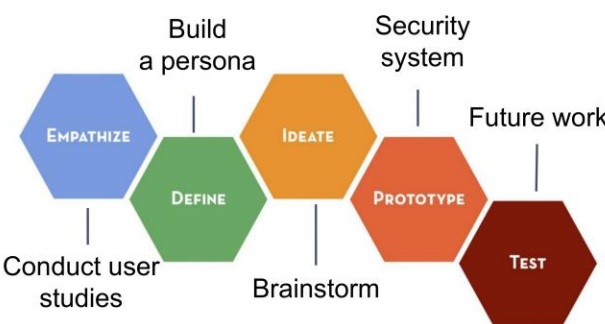 Build
a persona
Security
system
EMPATHIZE
IDEATE
Future work
DEFINE
PROTOTYPE
Conduct user
studies
Brainstorm
TEST